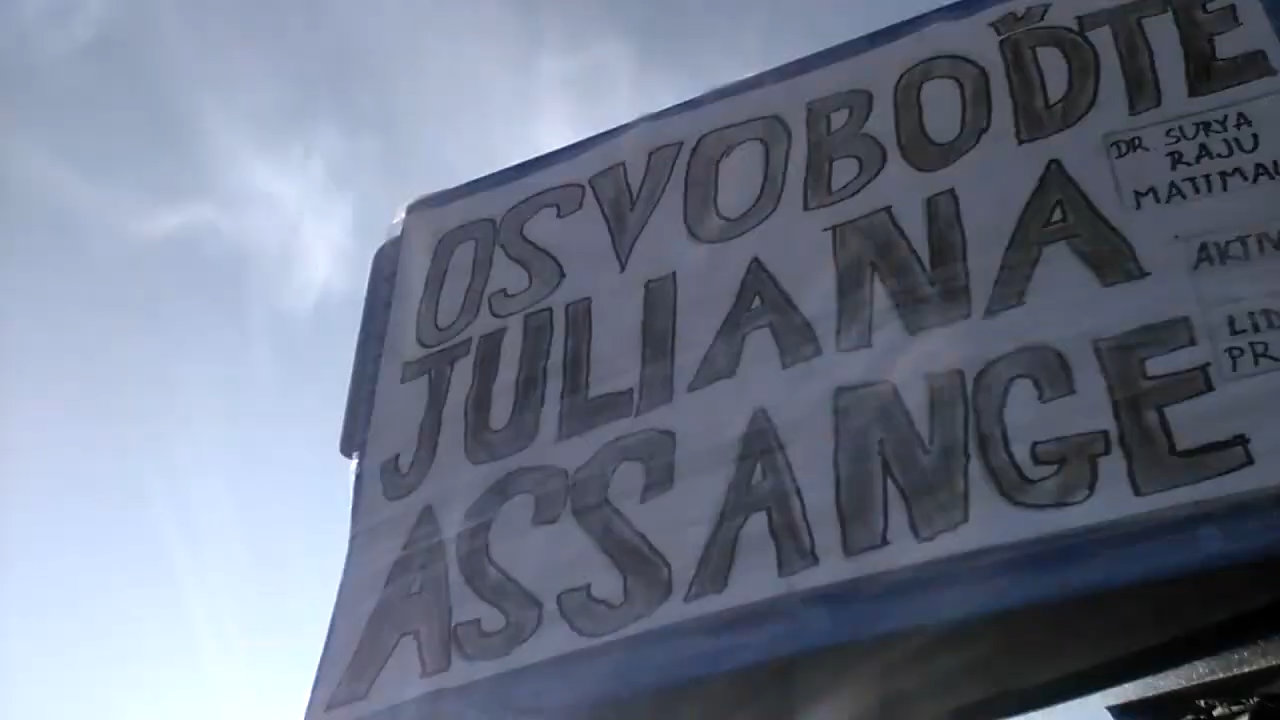 OSVOBOĎTE
JULIANA
ASSANGE
DR. SURYA
RAJU